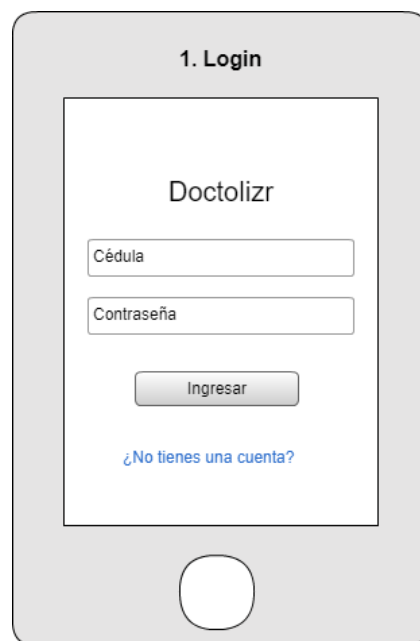 1. Login
Doctolizr
Cédula
Contraseña
Ingresar
¿No tienes una cuenta?